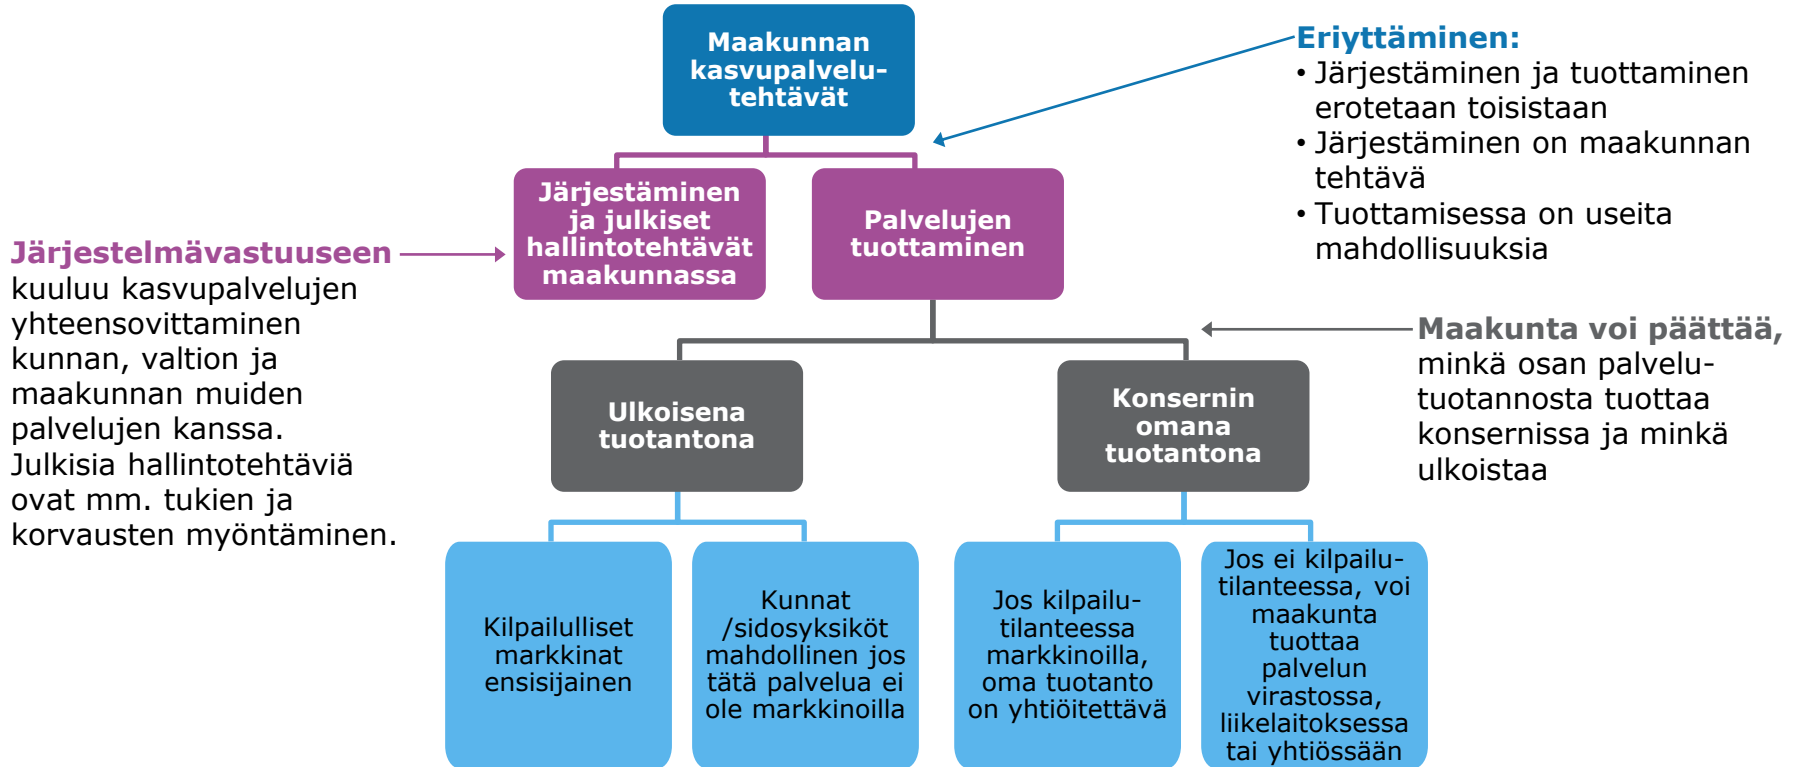 Maakunnan
kasvupalvelu-
tehtävät
Eriyttäminen:
• Järjestäminen ja tuottaminen
erotetaan toisistaan
• Järjestäminen on maakunnan
tehtävä
• Tuottamisessa on useita
mahdollisuuksia
Järjestäminen
ja julkiset
hallintotehtävät
maakunnassa
Palvelujen
tuottaminen
Järjestelmävastuuseen
kuuluu kasvupalvelujen
yhteensovittaminen
kunnan, valtion ja
maakunnan muiden
palvelujen kanssa.
Julkisia hallintotehtäviä
ovat mm. tukien ja
korvausten myöntäminen.
Maakunta voi päättää,
minkä osan palvelu-
tuotannosta tuottaa
konsernissa ja minkä
ulkoistaa
Ulkoisena
tuotantona
Konsernin
omana
tuotantona
Kilpailulliset
markkinat
ensisijainen
Kunnat
/sidosyksiköt
mahdollinen jos
tätä palvelua ei
ole markkinoilla
Jos kilpailu-
tilanteessa
markkinoilla,
oma tuotanto
on yhtiöitettävä
Jos ei kilpailu-
tilanteessa, voi
maakunta
tuottaa
palvelun
virastossa,
liikelaitoksessa
tai yhtiössään